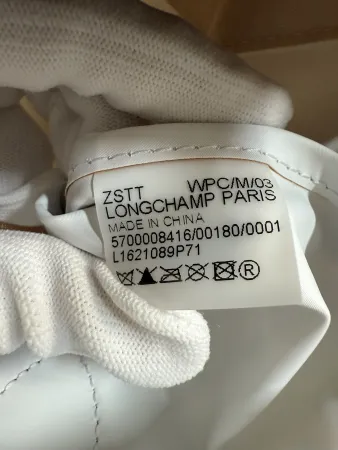 ZSTT WPC/M/03
LONGCHAMP PARIS
MADE IN CHINA
5700008416/00180/0001
L1621089P71
®